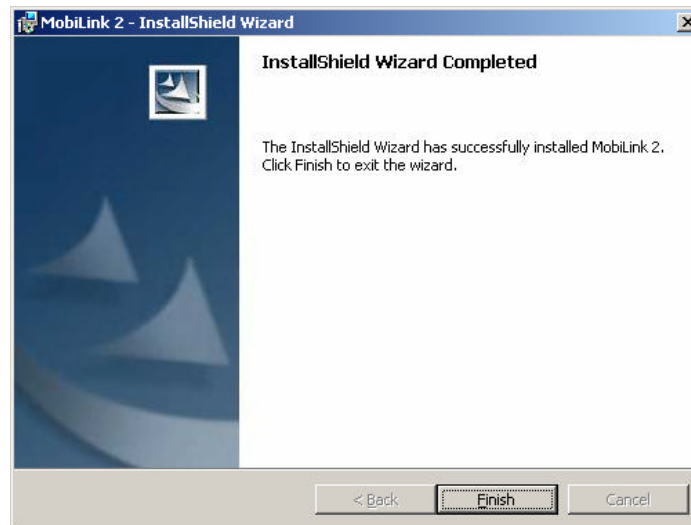 MobiLink 2 - InstallShield Wizard
InstallShield Wizard Completed
The InstallShield Wizard has successfully installed MobiLink 2.
Click Finish to exit the wizard.
< Back
Finish
Cancel